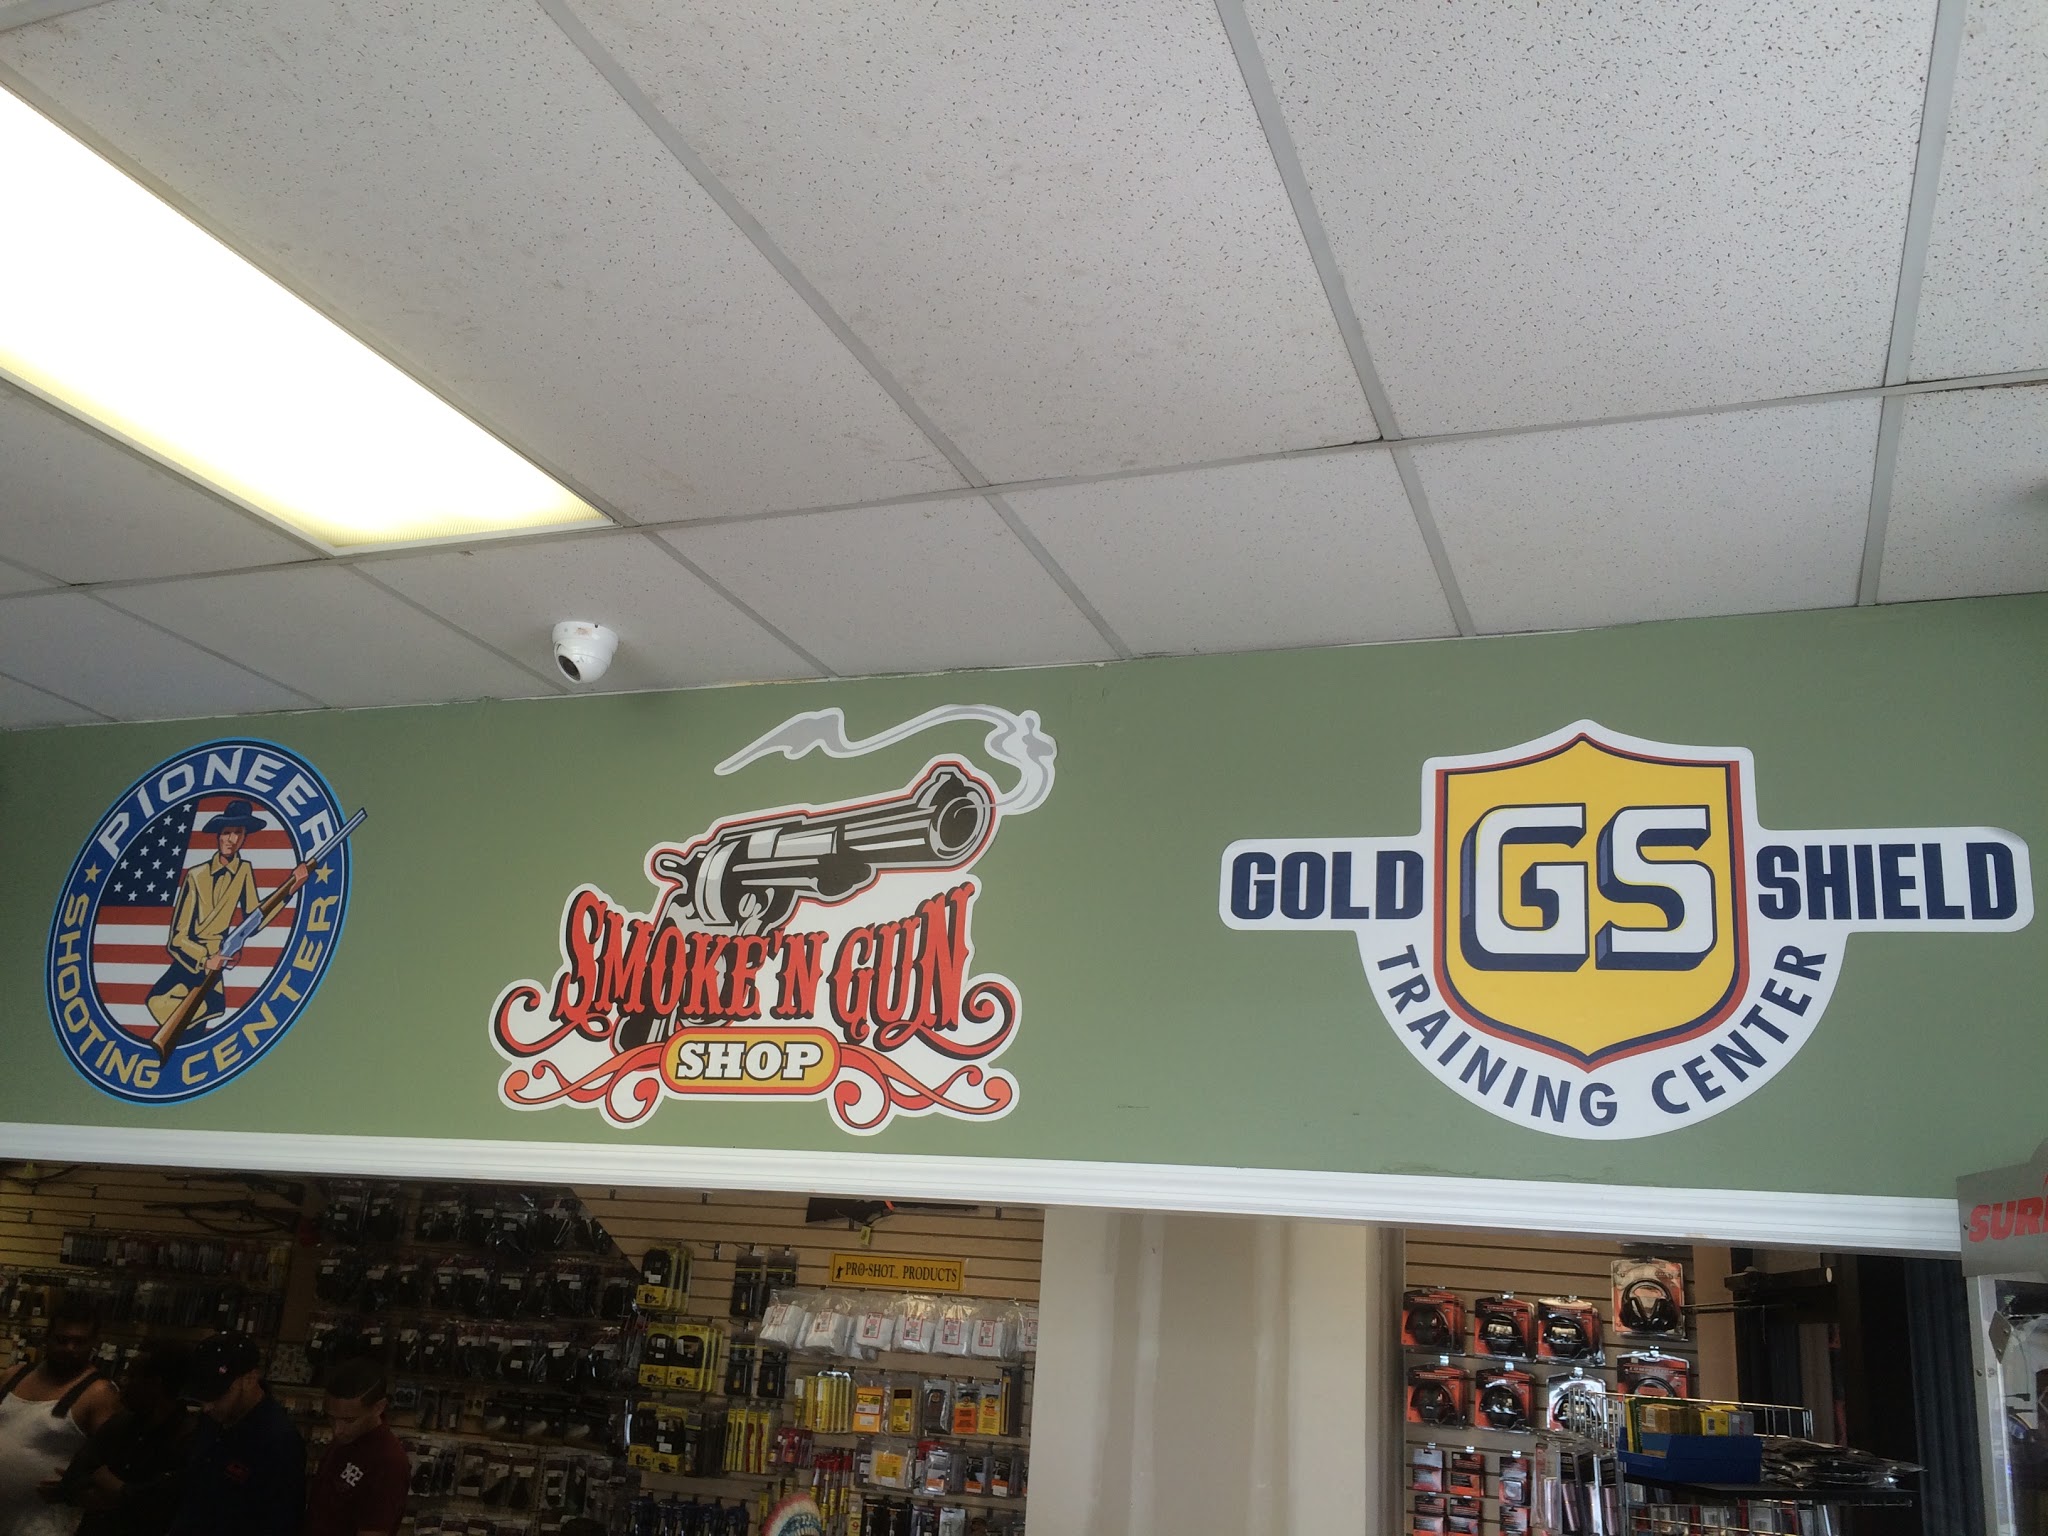 PIONEER
SHOOTING CENTER
SMOKE'N GUN
SHOP
GOLD GS SHIELD
TRAINING CENTER
PRO-SHOT PRODUCTS